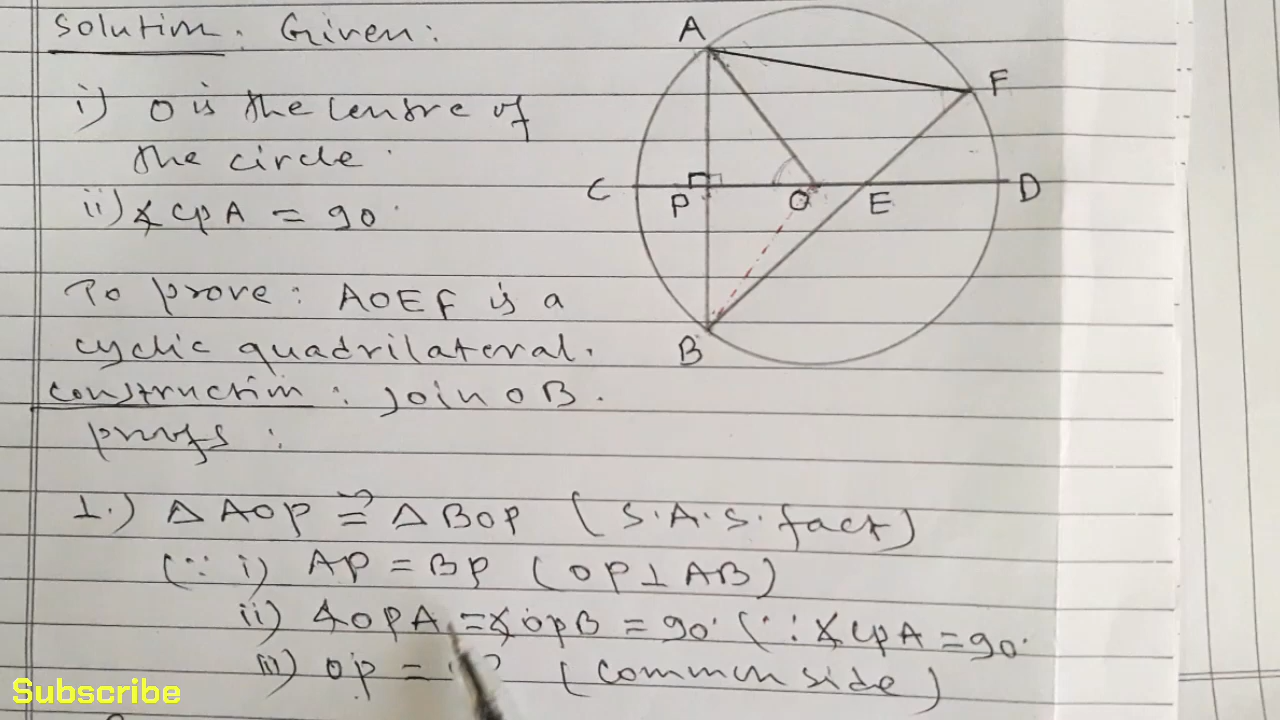 Solution. Given:
i) O is the centre of
the circle.
ii) ∡CPA = 90°
To prove: AOEF is a
cyclic quadrilateral.
Construction: Join OB.
Proofs:
A
F
C
P
O
E
D
B
1.) △AOP ≅ △BOP (S.A.S. fact)
(∵ i) AP = BP (OP⊥AB)
ii) ∡OPA = ∡OPB = 90° (∵ ∡CPA = 90°
iii) OP = (Common side)
Subscribe